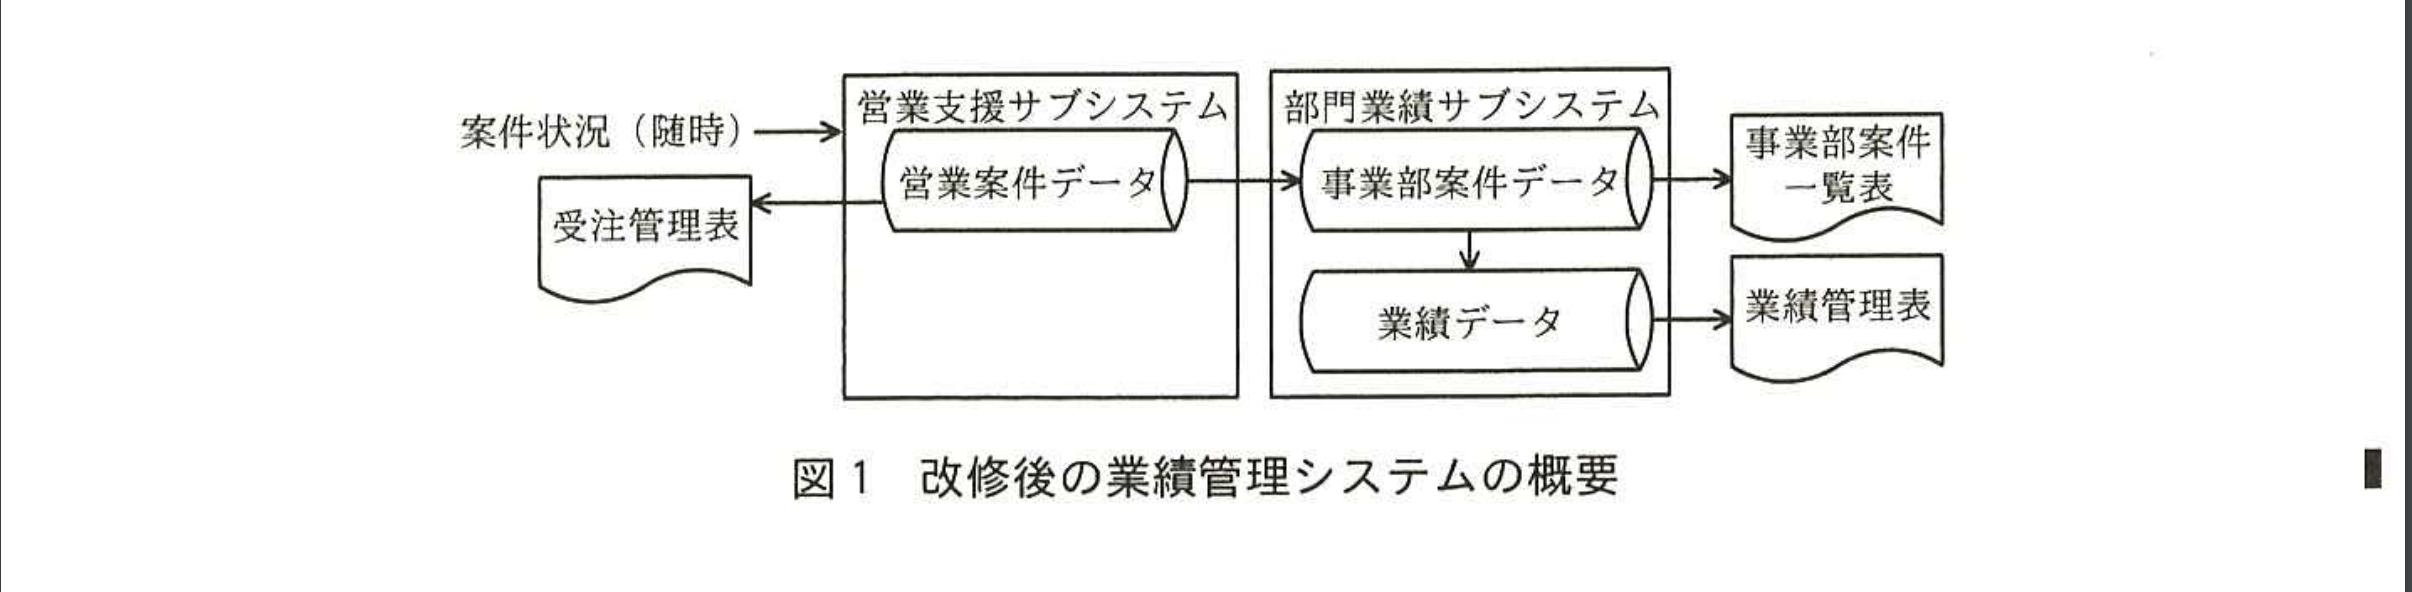 案件状況（随時）
受注管理表
営業支援サブシステム
営業案件データ
部門業績サブシステム
事業部案件データ
業績データ
事業部案件
一覧表
業績管理表
図1　改修後の業績管理システムの概要